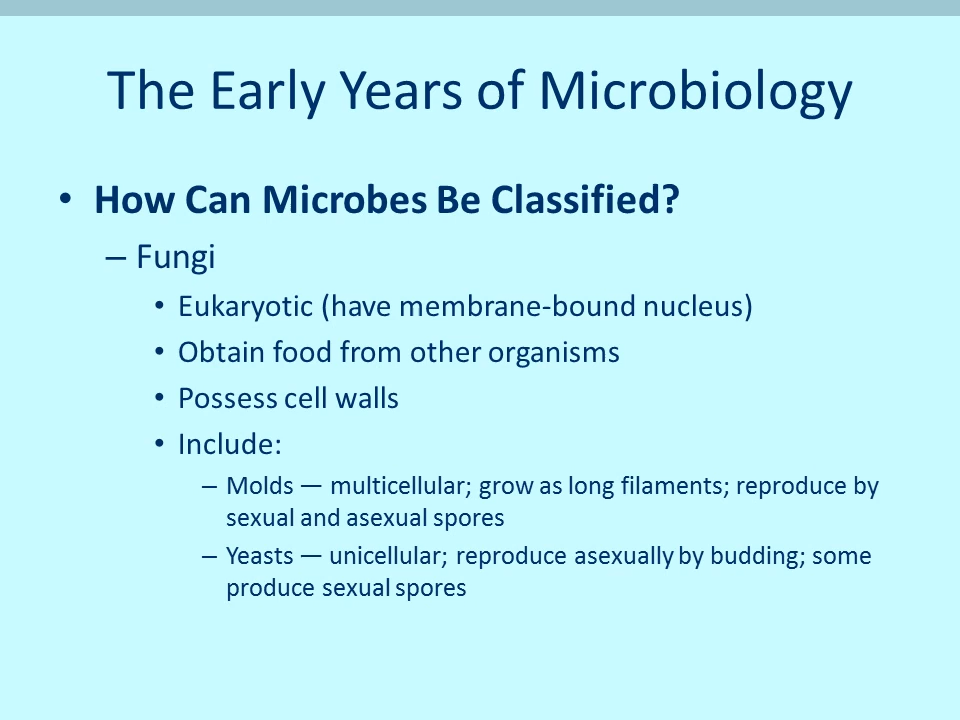 The Early Years of Microbiology
• How Can Microbes Be Classified?
– Fungi
• Eukaryotic (have membrane-bound nucleus)
• Obtain food from other organisms
• Possess cell walls
• Include:
– Molds — multicellular; grow as long filaments; reproduce by
sexual and asexual spores
– Yeasts — unicellular; reproduce asexually by budding; some
produce sexual spores